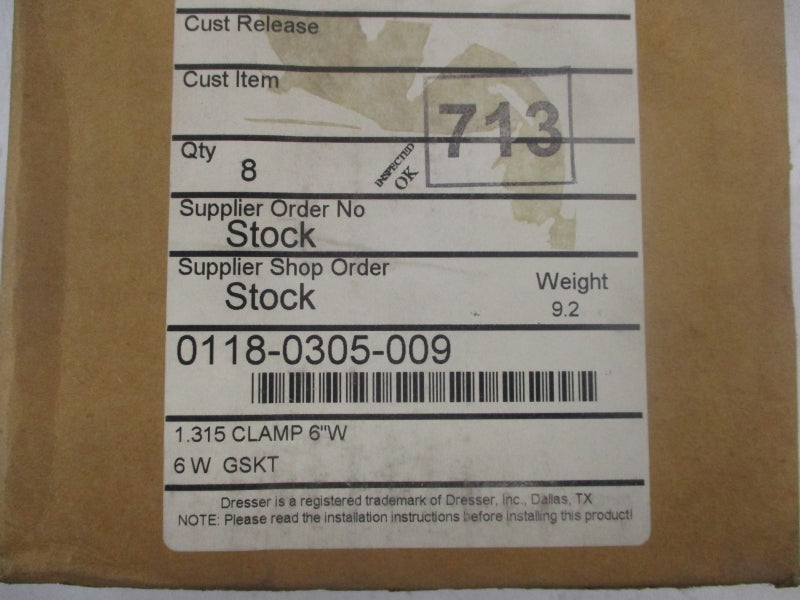 Cust Release
Cust Item
713
Qty
8
INSPECTED
OK
Supplier Order No
Stock
Supplier Shop Order
Stock
Weight
9.2
0118-0305-009
1.315 CLAMP 6"W
6 W GSKT
Dresser is a registered trademark of Dresser, Inc., Dallas, TX
NOTE: Please read the installation instructions before installing this product!